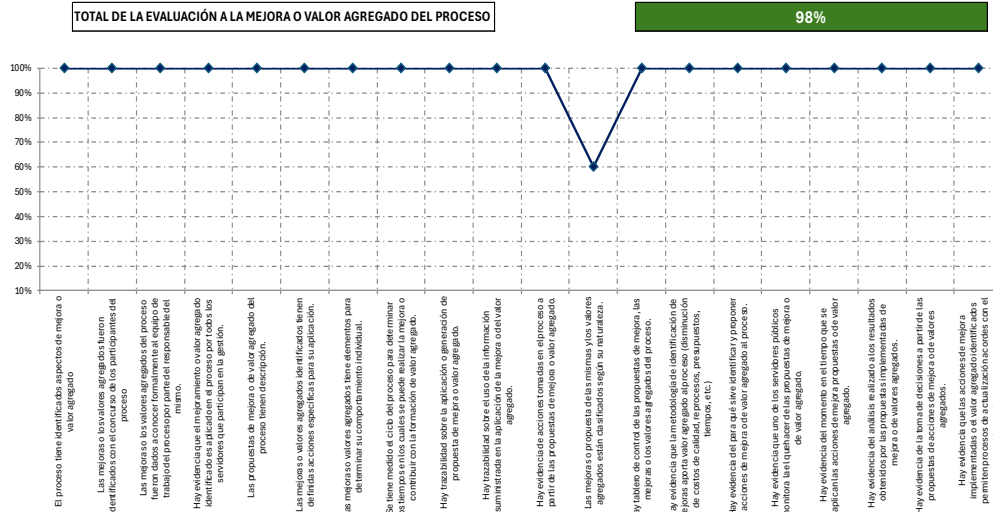 TOTAL DE LA EVALUACIÓN A LA MEJORA O VALOR AGREGADO DEL PROCESO
98%
100%
90%
80%
70%
60%
50%
40%
30%
20%
10%
El proceso tiene identificados aspectos de mejora o
valor agregado
Las mejoras o los valores agregados fueron
identificados con el concurso de los participantes del
proceso
Las mejoras o los valores agregados del proceso
fueron dados a conocer formalmente al equipo de
trabajo del proceso por parte del responsable del
mismo.
Hay evidencia que el mejoramiento o valor agregado
identificado es aplicado en el proceso por todos los
servidores que participan en la gestión.
Las propuestas de mejora o de valor agregado del
proceso tienen descripción.
Las mejoras o valores agregados identificados tienen
definida acciones específicas para su aplicación.
as mejoras o valores agregados tiene elementos para
determinar su comportamiento individual.
Se tiene medido el ciclo del proceso para determinar
os tiempos en los cuales se puede realizar la mejora o
contribuir con la formación de valor agregado.
Hay trazabilidad sobre la aplicación o generación de
propuesta de mejora o valor agregado.
Hay trazabilidad sobre el uso de la información
suministrada en la aplicación de la mejora o del valor
agregado.
Hay evidencia de acciones tomadas en el proceso a
partir de las propuestas de mejora o valor agregado.
Las mejoras o propuesta de las mismas y los valores
agregados están clasificados según su naturaleza.
ay tablero de control de las propuestas de mejora, las
mejoras o los valores agregados del proceso.
ay evidencia que la metodología de identificación de
ejoras aporta valor agregado al proceso (disminución
de costos de calidad, reprocesos, presupuestos,
tiempos, etc.)
Hay evidencia del para qué sirve identificar y proponer
acciones de mejora o de valor agregado al proceso.
Hay evidencia que uno de los servidores públicos
monitora la el quehacer de las propuestas de mejora o
de valor agregado.
Hay evidencia del momento en el tiempo que se
aplican las acciones de mejora propuestas o de valor
agregado.
Hay evidencia del análisis realizado a los resultados
obtenidos por las propuestas implementadas de
mejora o de valores agregados.
Hay evidencia de la toma de decisiones a partir de las
propuestas de acciones de mejora o de valores
agregados.
Hay evidencia que las acciones de mejora
implementadas o el valor agregado identificados
permiten procesos de actualización acordes con el